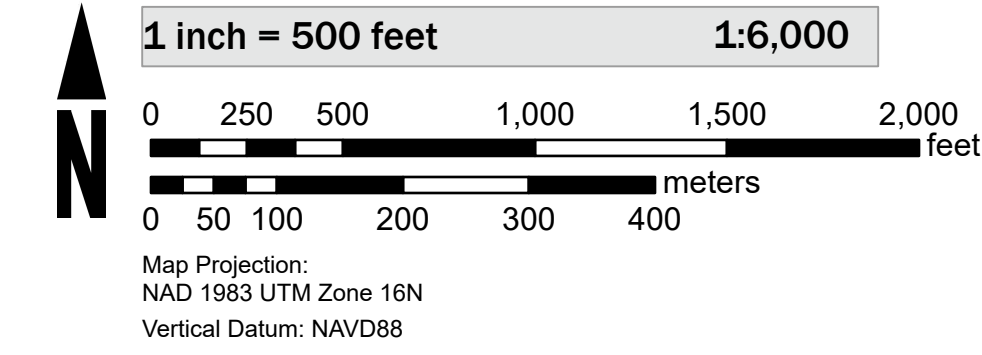 1 inch = 500 feet 1:6,000
0 250 500 1,000 1,500 2,000
feet
meters
0 50 100 200 300 400
N
Map Projection:
NAD 1983 UTM Zone 16N
Vertical Datum: NAVD88